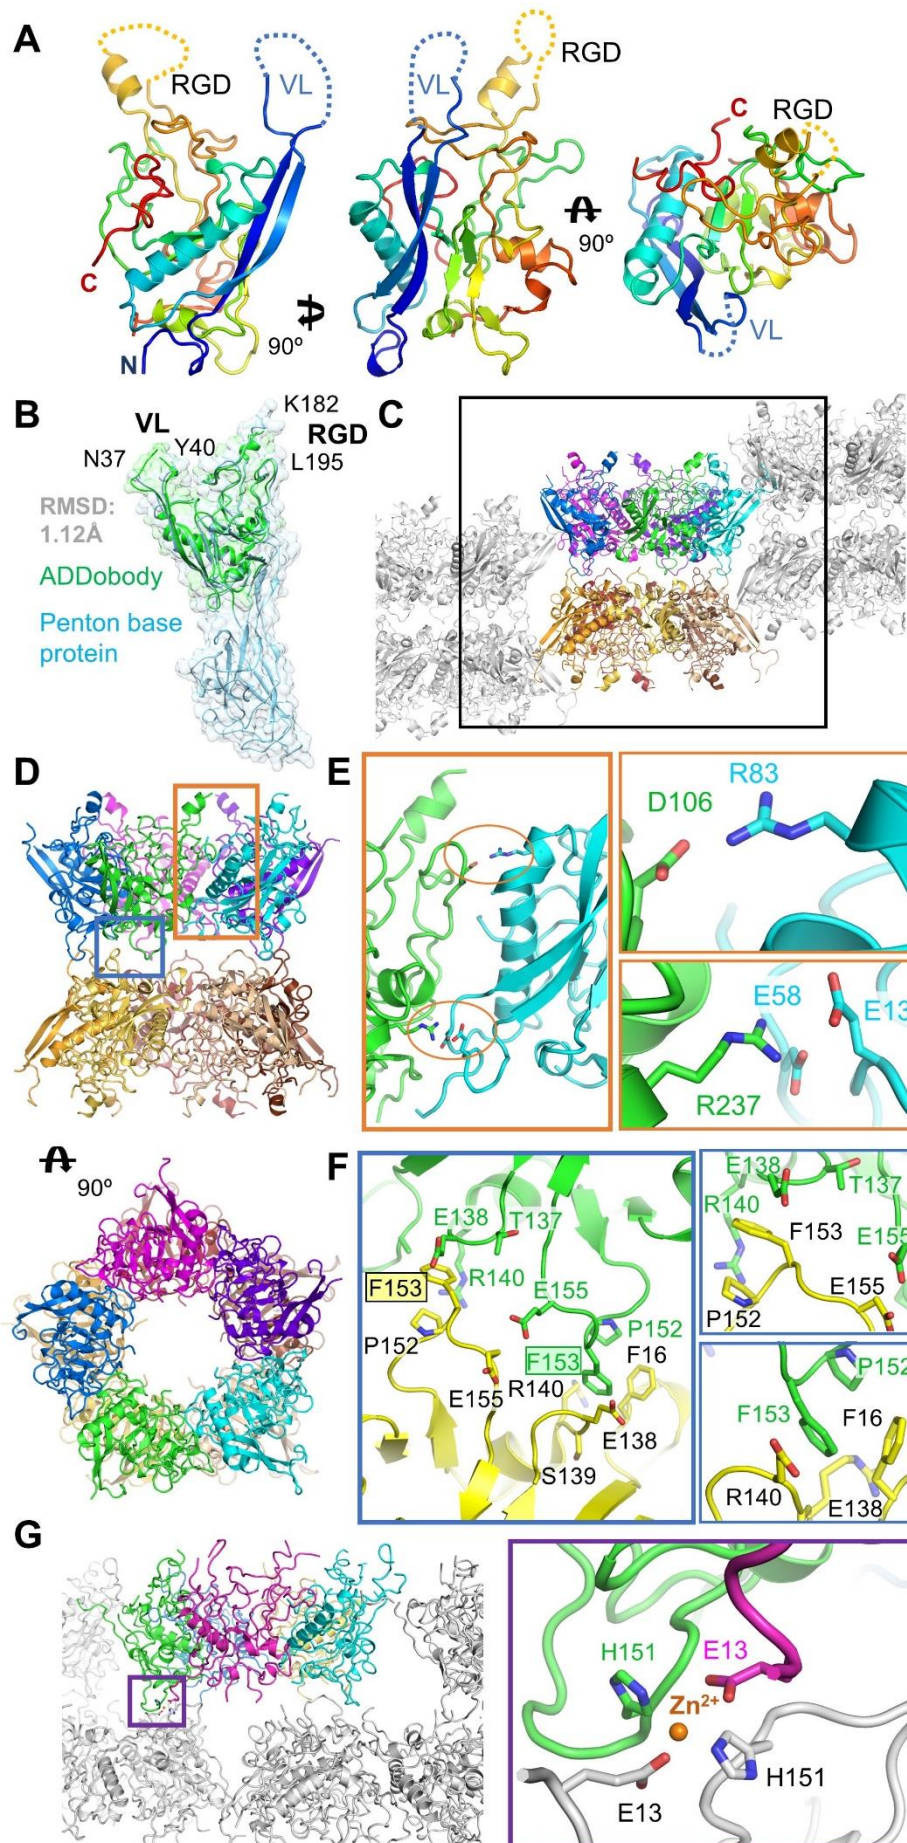 A
RGD
VL
C
N
90º
VL
RGD
90º
C
RGD
VL
B
VL
K182
Y40
RGD
N37
L195
RMSD:
1.12Å
ADDobody
Penton base
protein
C
D
90º
E
D106
R83
E58
E13
R237
F
E138
T137
F153
R140
E155
P152
P152
F153
F16
E155
R140
E138
S139
E138
T137
R140
F153
E155
E155
P152
P152
F153
F16
R140
E138
G
H151
E13
Zn²⁺
H151
E13